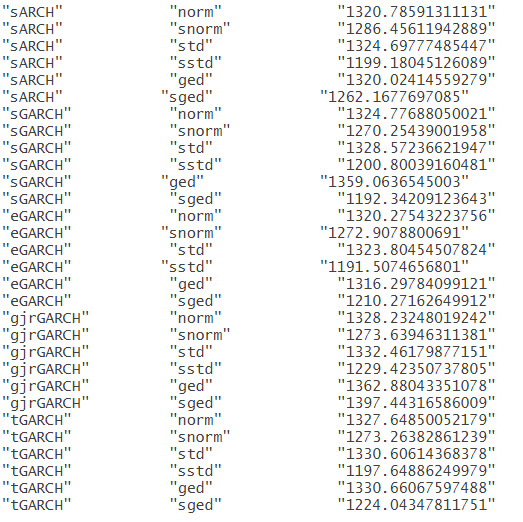 "sARCH" "norm" "1320.78591311131"
"sARCH" "snorm" "1286.45611942889"
"sARCH" "std" "1324.69777485447"
"sARCH" "sstd" "1199.18045126089"
"sARCH" "ged" "1320.02414559279"
"sARCH" "sged" "1262.1677697085"
"sGARCH" "norm" "1324.77688050021"
"sGARCH" "snorm" "1270.25439001958"
"sGARCH" "std" "1328.57236621947"
"sGARCH" "sstd" "1200.80039160481"
"sGARCH" "ged" "1359.0636545003"
"sGARCH" "sged" "1192.34209123643"
"eGARCH" "norm" "1320.27543223756"
"eGARCH" "snorm" "1272.9078800691"
"eGARCH" "std" "1323.80454507824"
"eGARCH" "sstd" "1191.5074656801"
"eGARCH" "ged" "1316.29784099121"
"eGARCH" "sged" "1210.27162649912"
"gjrGARCH" "norm" "1328.23248019242"
"gjrGARCH" "snorm" "1273.63946311381"
"gjrGARCH" "std" "1332.46179877151"
"gjrGARCH" "sstd" "1229.42350737805"
"gjrGARCH" "ged" "1362.88043351078"
"gjrGARCH" "sged" "1397.44316586009"
"tGARCH" "norm" "1327.64850052179"
"tGARCH" "snorm" "1273.26382861239"
"tGARCH" "std" "1330.60614368378"
"tGARCH" "sstd" "1197.64886249979"
"tGARCH" "ged" "1330.66067597488"
"tGARCH" "sged" "1224.04347811751"